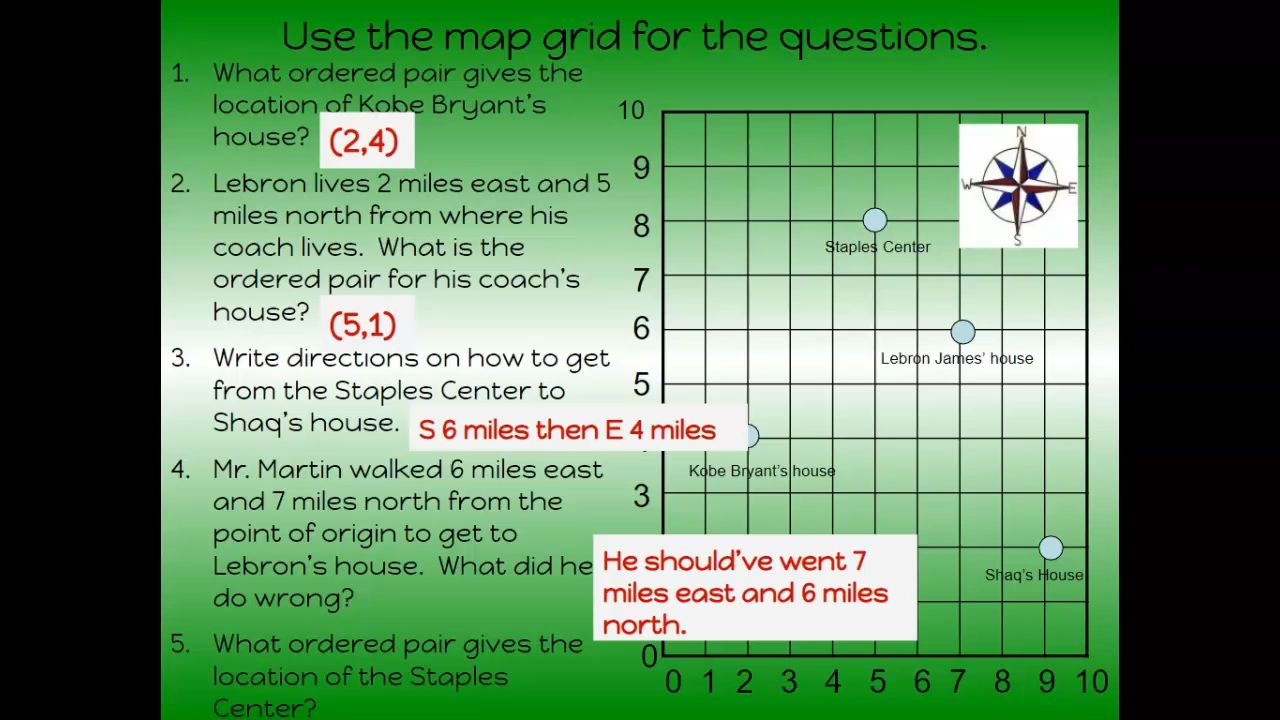 Use the map grid for the questions.
1. What ordered pair gives the
location of Kobe Bryant's
house?
(2,4)
2. Lebron lives 2 miles east and 5
miles north from where his
coach lives. What is the
ordered pair for his coach's
house?
(5,1)
3. Write directions on how to get
from the Staples Center to
Shaq's house.
S 6 miles then E 4 miles
4. Mr. Martin walked 6 miles east
and 7 miles north from the
point of origin to get to
Lebron's house. What did he
do wrong?
He should've went 7
miles east and 6 miles
north.
5. What ordered pair gives the
location of the Staples
Center?
10
9
8
7
6
5
3
0
0 1 2 3 4 5 6 7 8 9 10
N
W E
S
Staples Center
Lebron James' house
Kobe Bryant's house
Shaq's House